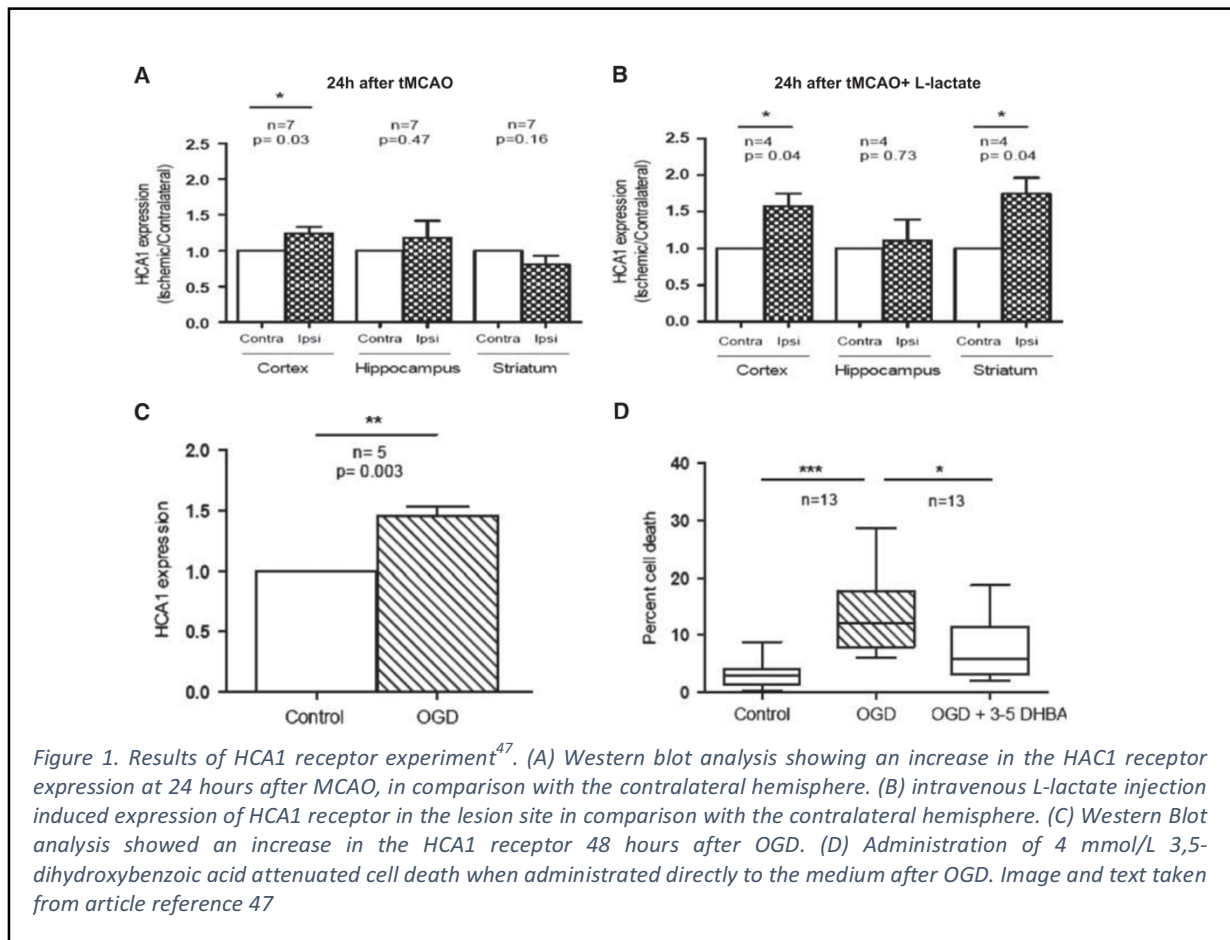 A
24h after tMCAO
*
n=7
p= 0.03
n=7
p=0.47
n=7
p=0.16
HCA1 expression
(Ischemic/Contralateral)
2.5
2.0
1.5
1.0
0.5
0.0
Contra Ipsi Contra Ipsi Contra Ipsi
Cortex Hippocampus Striatum
B
24h after tMCAO+ L-lactate
* *
n=4
p= 0.04
n=4
p= 0.73
n=4
p= 0.04
HCA1 expression
(Ischemic/Contralateral)
2.5
2.0
1.5
1.0
0.5
0.0
Contra Ipsi Contra Ipsi Contra Ipsi
Cortex Hippocampus Striatum
C
**
n= 5
p= 0.003
HCA1 expression
2.0
1.5
1.0
0.5
0.0
Control OGD
D
*** *
n=13 n=13
Percent cell death
40
30
20
10
0
Control OGD OGD + 3-5 DHBA
Figure 1. Results of HCA1 receptor experiment47. (A) Western blot analysis showing an increase in the HAC1 receptor
expression at 24 hours after MCAO, in comparison with the contralateral hemisphere. (B) intravenous L-lactate injection
induced expression of HCA1 receptor in the lesion site in comparison with the contralateral hemisphere. (C) Western Blot
analysis showed an increase in the HCA1 receptor 48 hours after OGD. (D) Administration of 4 mmol/L 3,5-
dihydroxybenzoic acid attenuated cell death when administrated directly to the medium after OGD. Image and text taken
from article reference 47